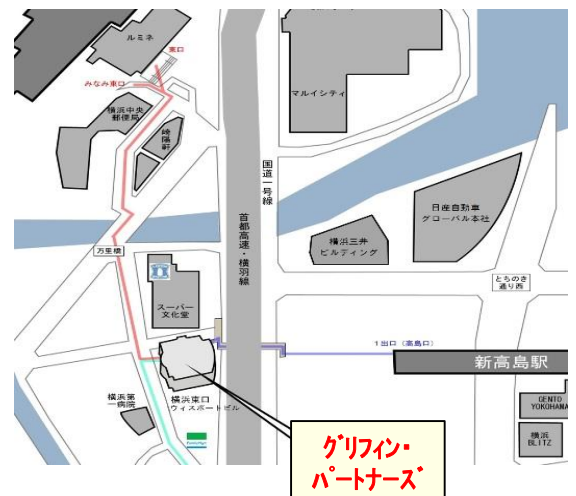 ルミネ
東口
みなみ東口
マルイシティ
横浜中央
郵便局
崎陽軒
国道一号線
首都高速・横羽線
日産自動車
グローバル本社
横浜三井
ビルディング
万里橋
とちのき
通り西
スーパー
文化堂
1出口（高島口）
新高島駅
横浜第
一病院
横浜東口
ウィスポートビル
GENTO
YOKOHAMA
横浜
BLITZ
グリフィン・
パートナーズ